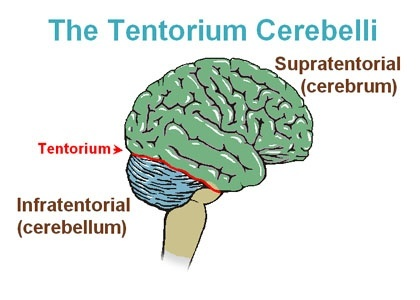 The Tentorium Cerebelli
Supratentorial
(cerebrum)
Tentorium
Infratentorial
(cerebellum)